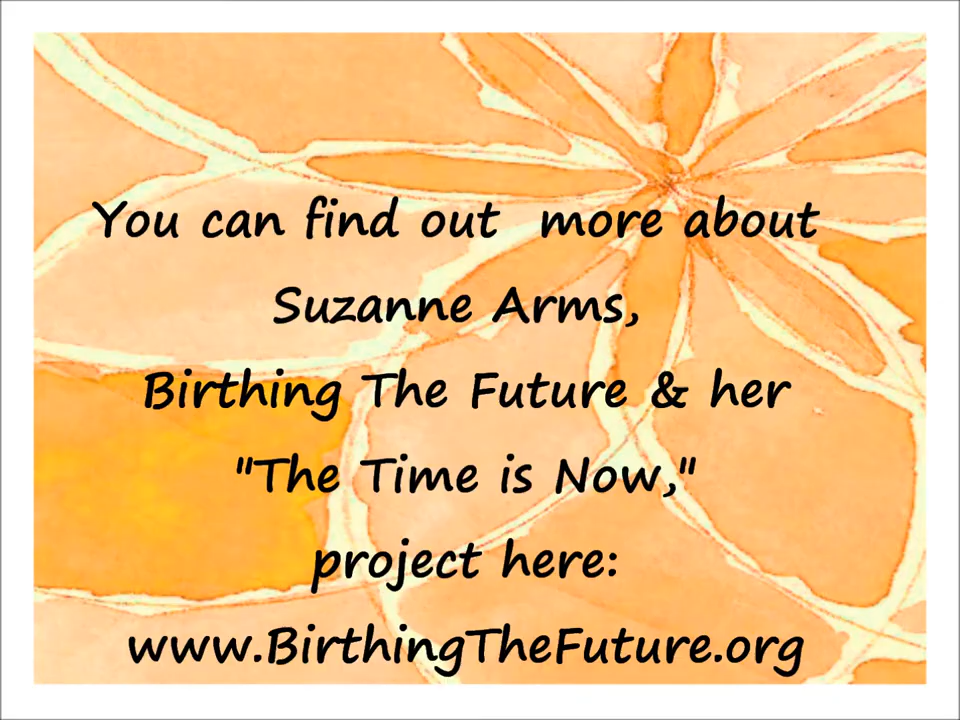 You can find out more about
Suzanne Arms,
Birthing The Future & her
"The Time is Now,"
project here:
www.BirthingTheFuture.org